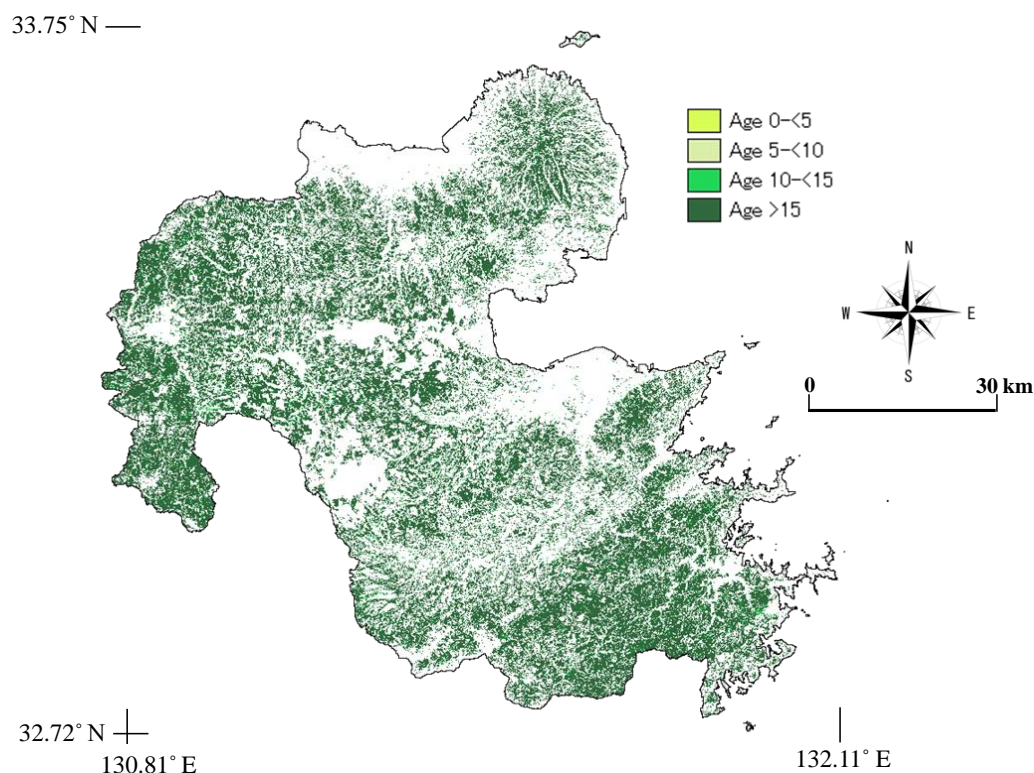 33.75° N
Age 0-<5
Age 5-<10
Age 10-<15
Age >15
N
W E
S
0 30 km
32.72° N
130.81° E
132.11° E